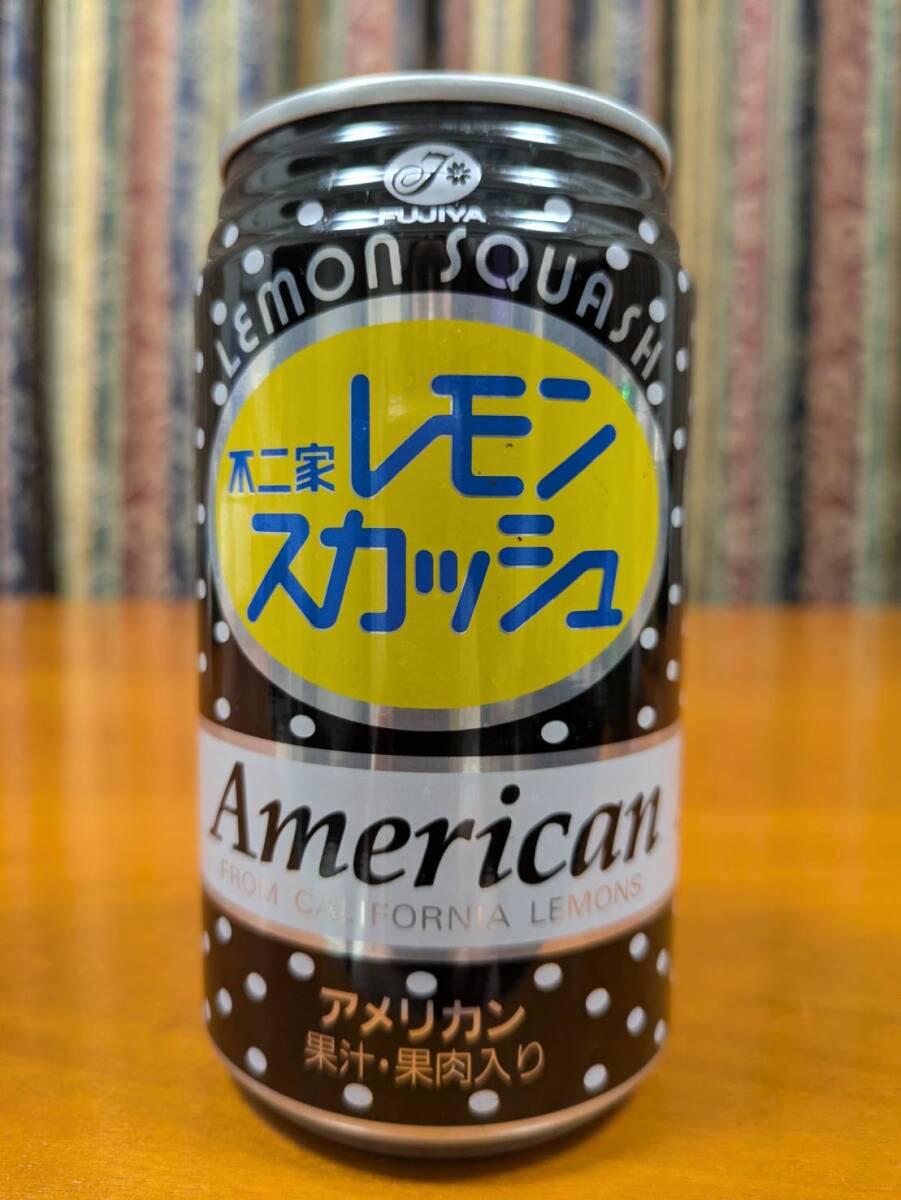 FUJIYA
LEMON SQUASH
不二家 レモン
スカッシュ
American
FROM CALIFORNIA LEMONS
アメリカン
果汁・果肉入り